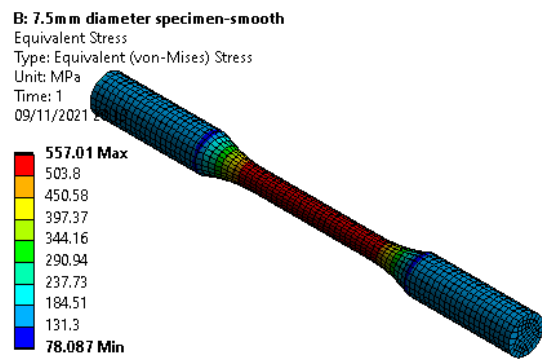 B: 7.5mm diameter specimen-smooth
Equivalent Stress
Type: Equivalent (von-Mises) Stress
Unit: MPa
Time: 1
09/11/2021
557.01 Max
503.8
450.58
397.37
344.16
290.94
237.73
184.51
131.3
78.087 Min